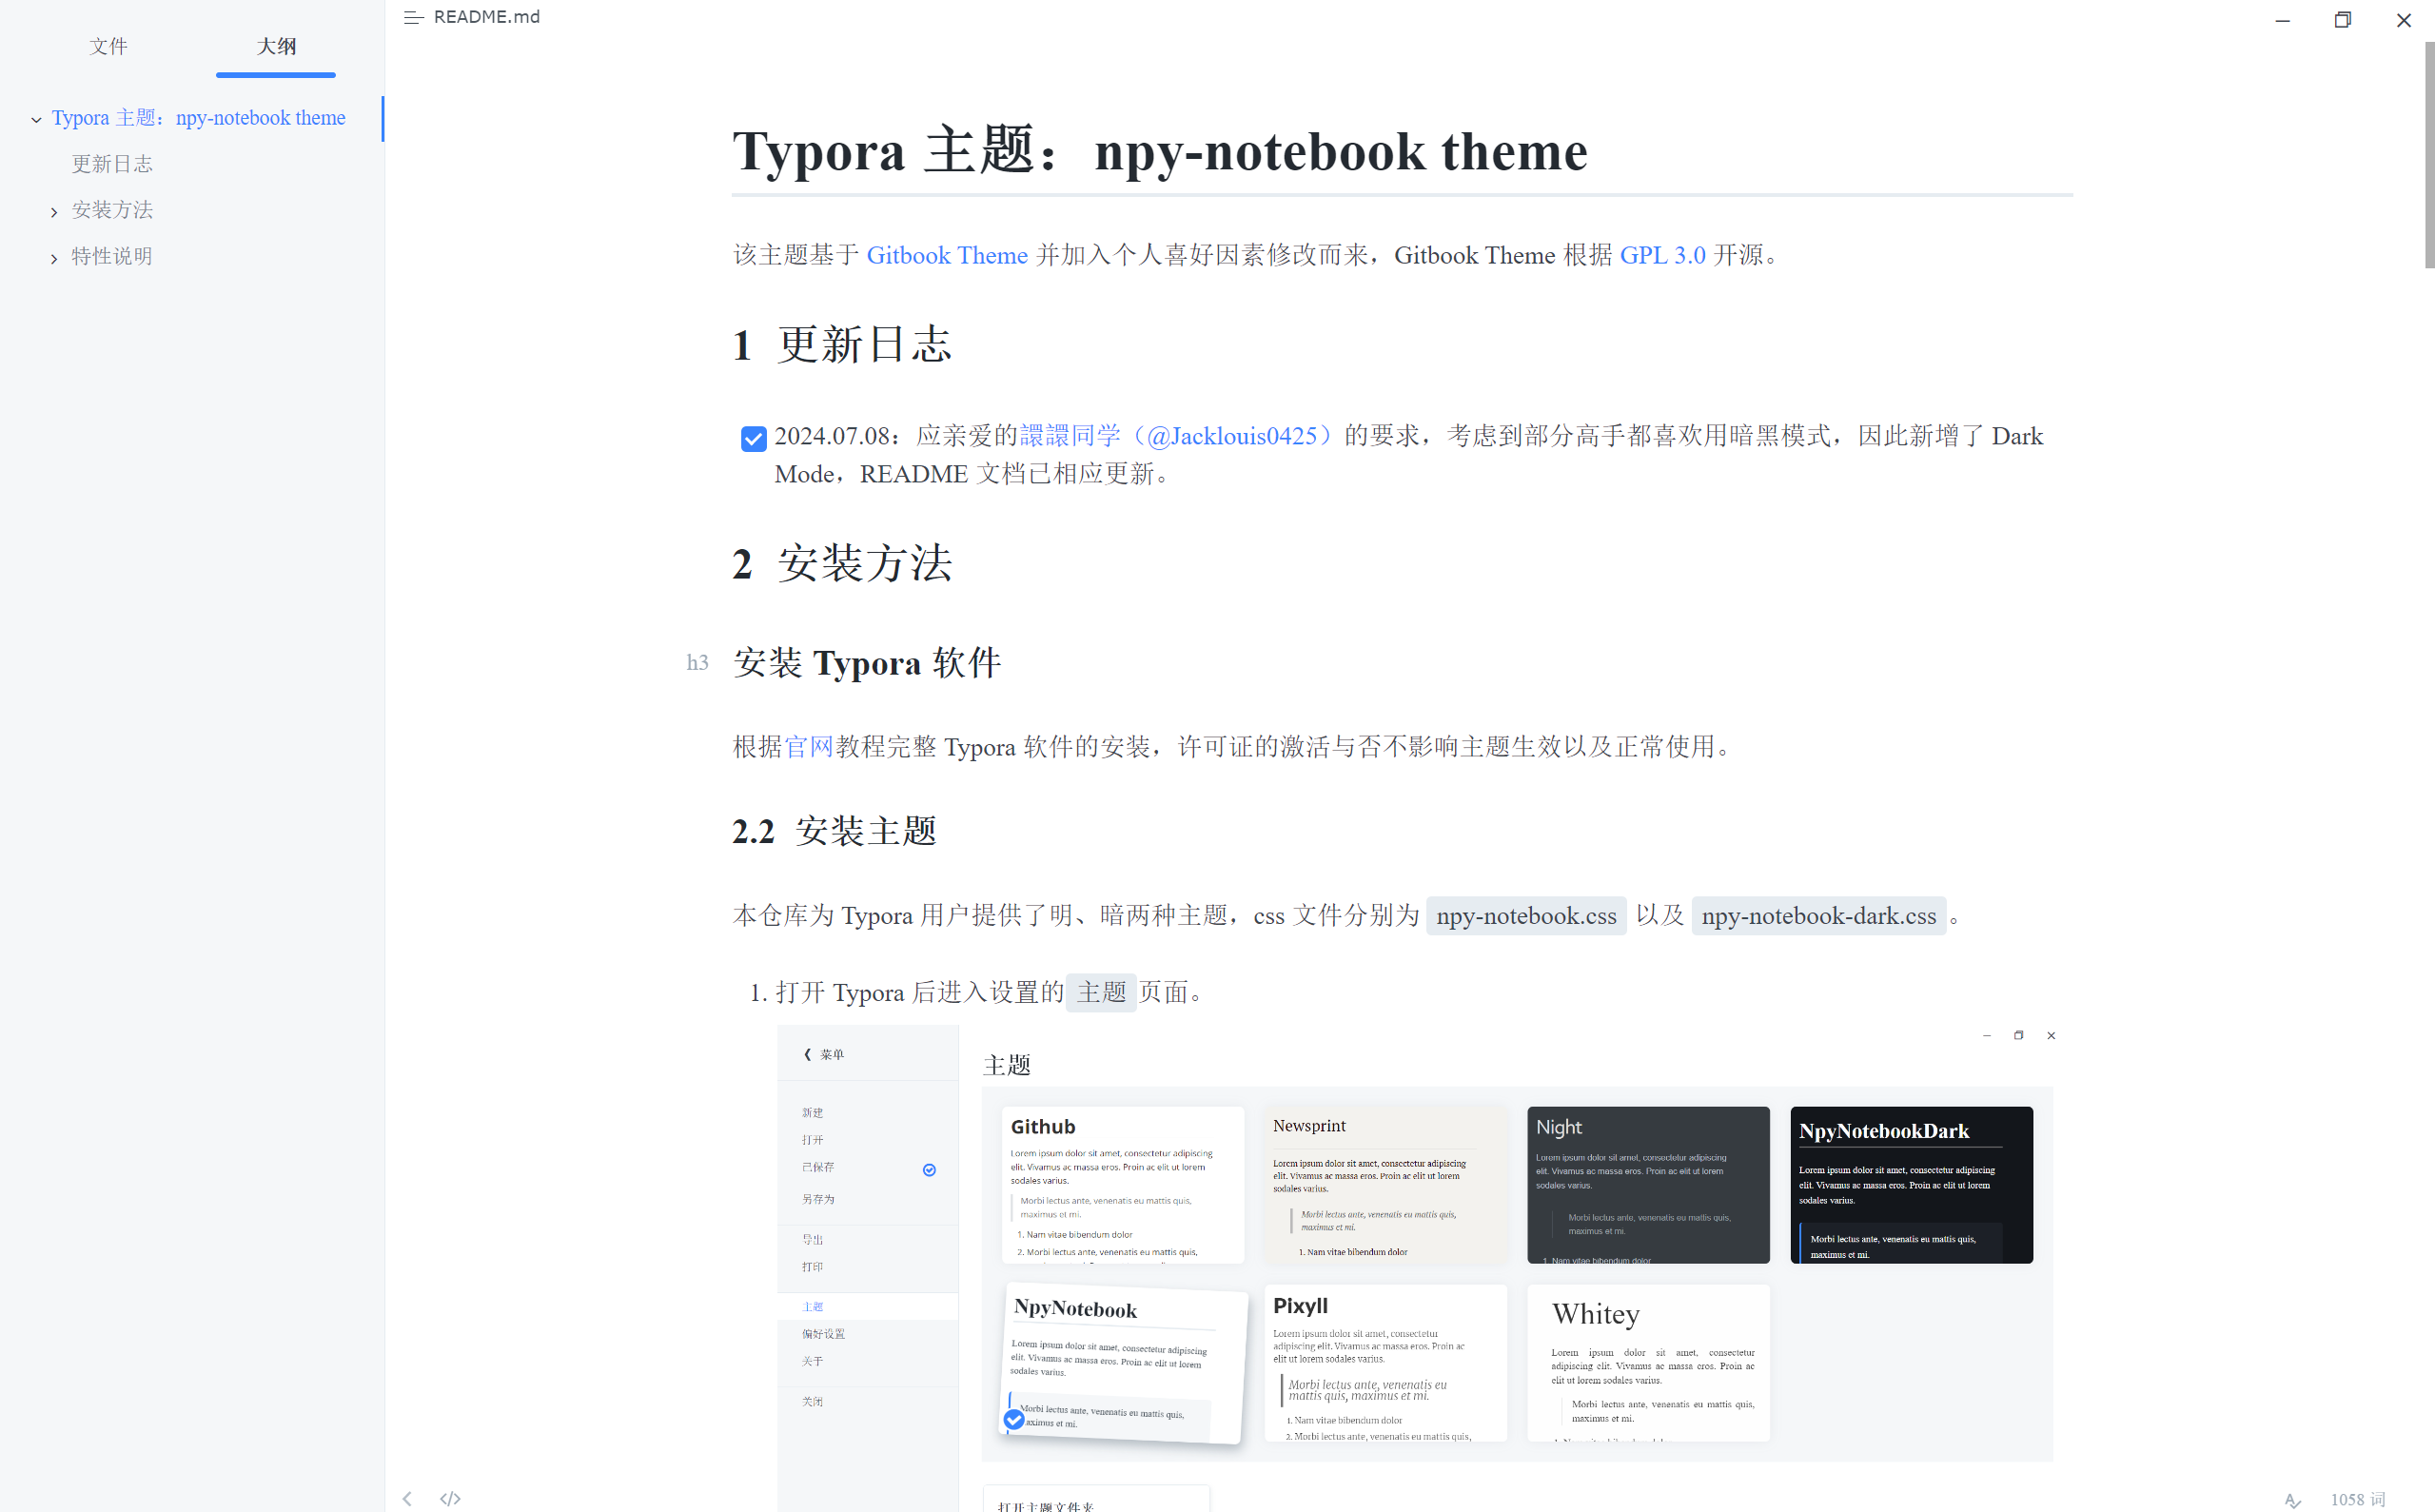 README.md
文件
大纲
Typora 主题：npy-notebook theme
更新日志
安装方法
特性说明
Typora 主题：npy-notebook theme
该主题基于 Gitbook Theme 并加入个人喜好因素修改而来，Gitbook Theme 根据 GPL 3.0 开源。
1 更新日志
2024.07.08：应亲爱的譞譞同学（@Jacklouis0425）的要求，考虑到部分高手都喜欢用暗黑模式，因此新增了 Dark
Mode，README 文档已相应更新。
2 安装方法
h3 安装 Typora 软件
根据官网教程完整 Typora 软件的安装，许可证的激活与否不影响主题生效以及正常使用。
2.2 安装主题
本仓库为 Typora 用户提供了明、暗两种主题，css 文件分别为 npy-notebook.css 以及 npy-notebook-dark.css 。
1. 打开 Typora 后进入设置的 主题 页面。
菜单
新建
打开
已保存
另存为
导出
打印
主题
偏好设置
关于
关闭
主题
Github
Lorem ipsum dolor sit amet, consectetur adipiscing
elit. Vivamus ac massa eros. Proin ac elit ut lorem
sodales varius.
Morbi lectus ante, venenatis eu mattis quis,
maximus et mi.
1. Nam vitae bibendum dolor
2. Morbi lectus ante, venenatis eu mattis quis,
Newsprint
Lorem ipsum dolor sit amet, consectetur adipiscing
elit. Vivamus ac massa eros. Proin ac elit ut lorem
sodales varius.
Morbi lectus ante, venenatis eu mattis quis,
maximus et mi.
1. Nam vitae bibendum dolor
Night
Lorem ipsum dolor sit amet, consectetur adipiscing
elit. Vivamus ac massa eros. Proin ac elit ut lorem
sodales varius.
Morbi lectus ante, venenatis eu mattis quis,
maximus et mi.
1. Nam vitae bibendum dolor
NpyNotebookDark
Lorem ipsum dolor sit amet, consectetur adipiscing
elit. Vivamus ac massa eros. Proin ac elit ut lorem
sodales varius.
Morbi lectus ante, venenatis eu mattis quis,
maximus et mi.
NpyNotebook
Lorem ipsum dolor sit amet, consectetur adipiscing
elit. Vivamus ac massa eros. Proin ac elit ut lorem
sodales varius.
Morbi lectus ante, venenatis eu mattis quis,
maximus et mi.
Pixyll
Lorem ipsum dolor sit amet, consectetur
adipiscing elit. Vivamus ac massa eros. Proin ac
elit ut lorem sodales varius.
Morbi lectus ante, venenatis eu
mattis quis, maximus et mi.
1. Nam vitae bibendum dolor
2. Morbi lectus ante, venenatis eu mattis quis,
Whitey
Lorem ipsum dolor sit amet, consectetur
adipiscing elit. Vivamus ac massa eros. Proin ac
elit ut lorem sodales varius.
Morbi lectus ante, venenatis eu mattis quis,
maximus et mi.
打开主题文件夹
1058 词